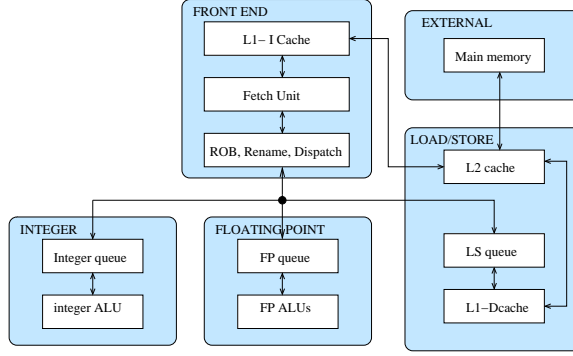 FRONT END
L1– I Cache
Fetch Unit
ROB, Rename, Dispatch
EXTERNAL
Main memory
LOAD/STORE
L2 cache
LS queue
L1–Dcache
INTEGER
Integer queue
integer ALU
FLOATING POINT
FP queue
FP ALUs